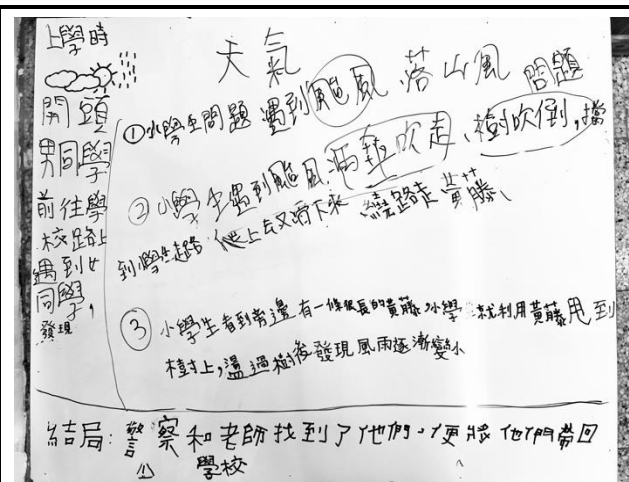 上學時
開頭
男同學
前往學
校路上
遇到女
同學,
發現
天氣 颱風 落山風 問題
①小學生問題 遇到颱風
②小學生遇到颱風,雨傘吹走、樹吹倒,擋
到小學生起路 爬上去又滑下來 繞路走 黃藤
③小學生看到旁邊有一條很長的黃藤,小學生就利用黃藤甩到
樹上,盪過樹後發現風雨逐漸變小
結局:警察和老師找到了他們,便將他們帶回
學校